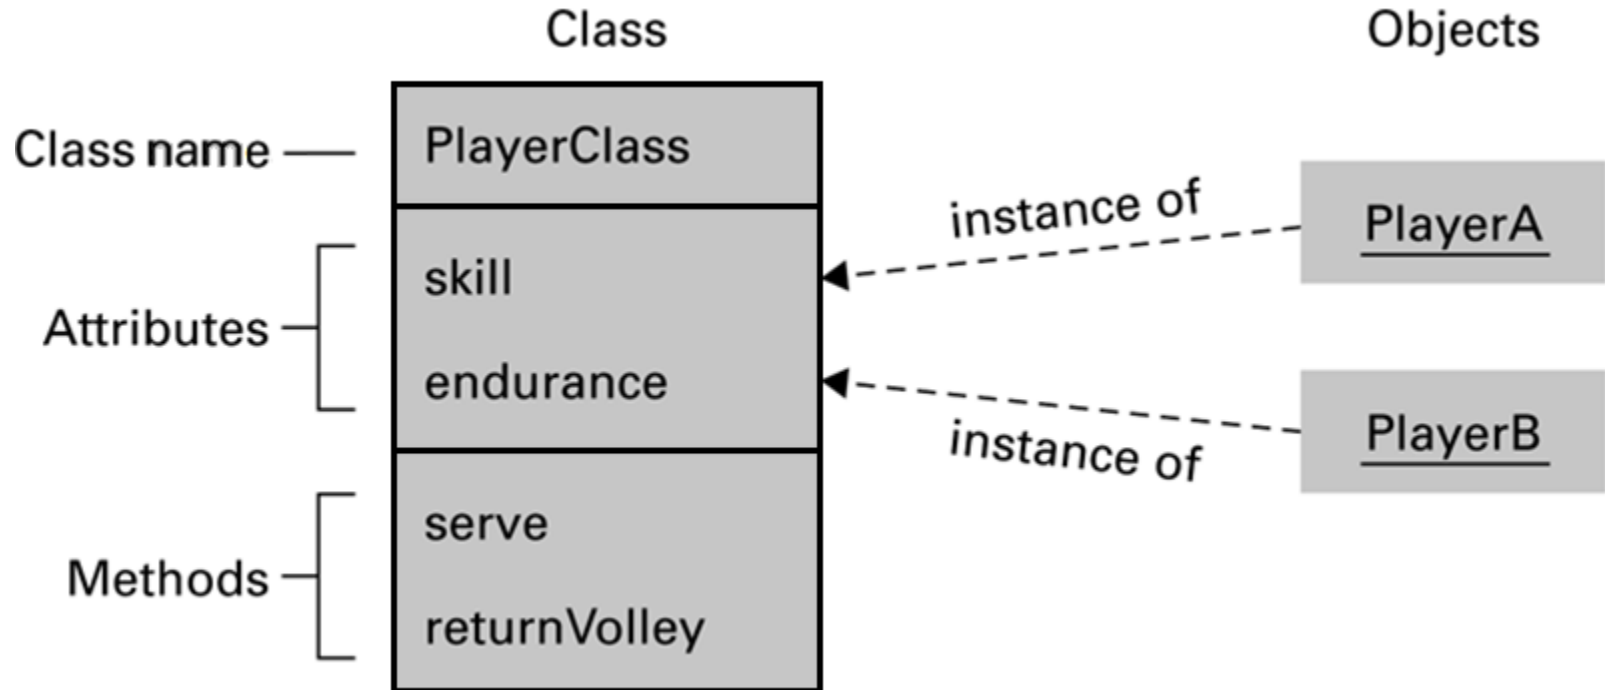 Class
Objects
Class name
PlayerClass
Attributes
skill
endurance
Methods
serve
returnVolley
instance of
PlayerA
instance of
PlayerB